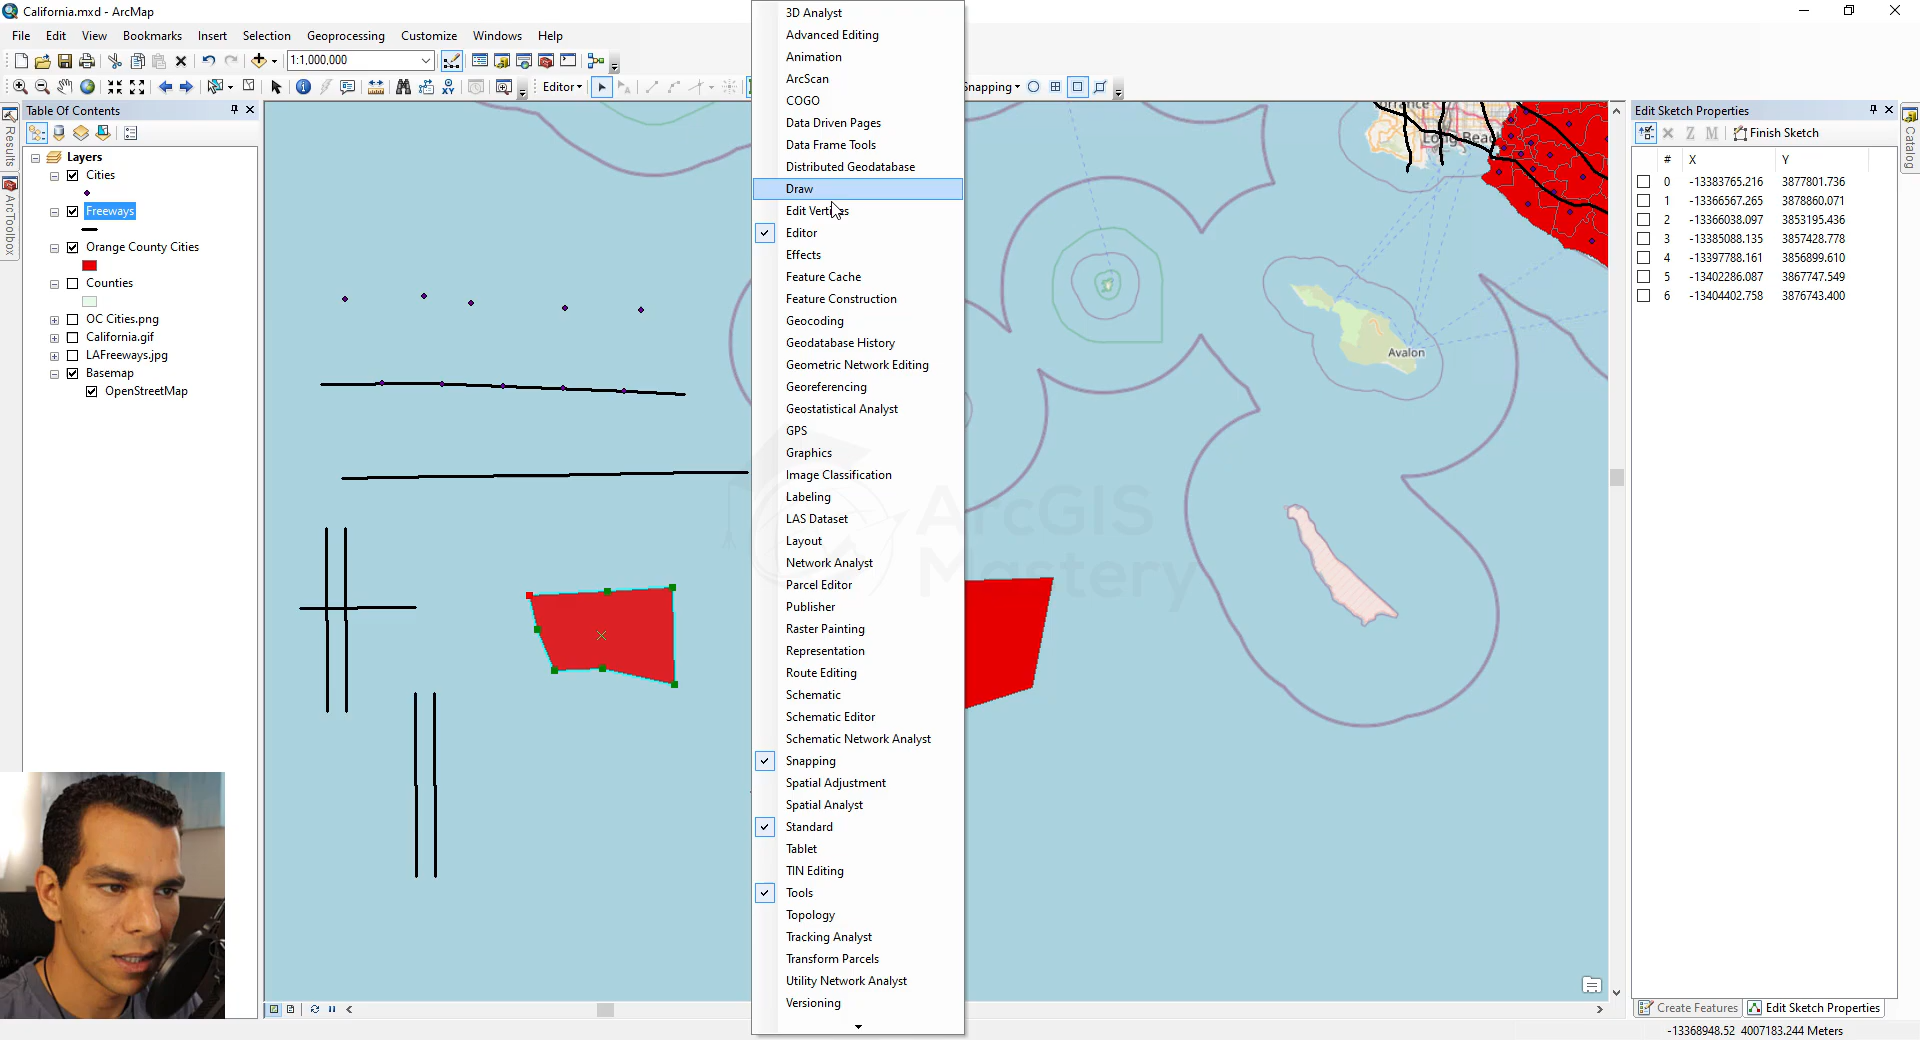 California.mxd - ArcMap
File Edit View Bookmarks Insert Selection Geoprocessing Customize Windows Help
1:1,000,000
Editor▾
Snapping ▾
Table Of Contents
Layers
Cities
Freeways
Orange County Cities
Counties
OC Cities.png
California.gif
LAFreeways.jpg
Basemap
OpenStreetMap
Results
ArcToolbox
3D Analyst
Advanced Editing
Animation
ArcScan
COGO
Data Driven Pages
Data Frame Tools
Distributed Geodatabase
Draw
Edit Vertices
Editor
Effects
Feature Cache
Feature Construction
Geocoding
Geodatabase History
Geometric Network Editing
Georeferencing
Geostatistical Analyst
GPS
Graphics
Image Classification
Labeling
LAS Dataset
Layout
Network Analyst
Parcel Editor
Publisher
Raster Painting
Representation
Route Editing
Schematic
Schematic Editor
Schematic Network Analyst
Snapping
Spatial Adjustment
Spatial Analyst
Standard
Tablet
TIN Editing
Tools
Topology
Tracking Analyst
Transform Parcels
Utility Network Analyst
Versioning
Long Beach
Avalon
ArcGIS
Mastery
Edit Sketch Properties
Finish Sketch
# X Y
0 -13383765.216 3877801.736
1 -13366567.265 3878860.071
2 -13366038.097 3853195.436
3 -13385088.135 3857428.778
4 -13397788.161 3856899.610
5 -13402286.087 3867747.549
6 -13404402.758 3876743.400
Catalog
Create Features Edit Sketch Properties
-13368948.52 4007183.244 Meters